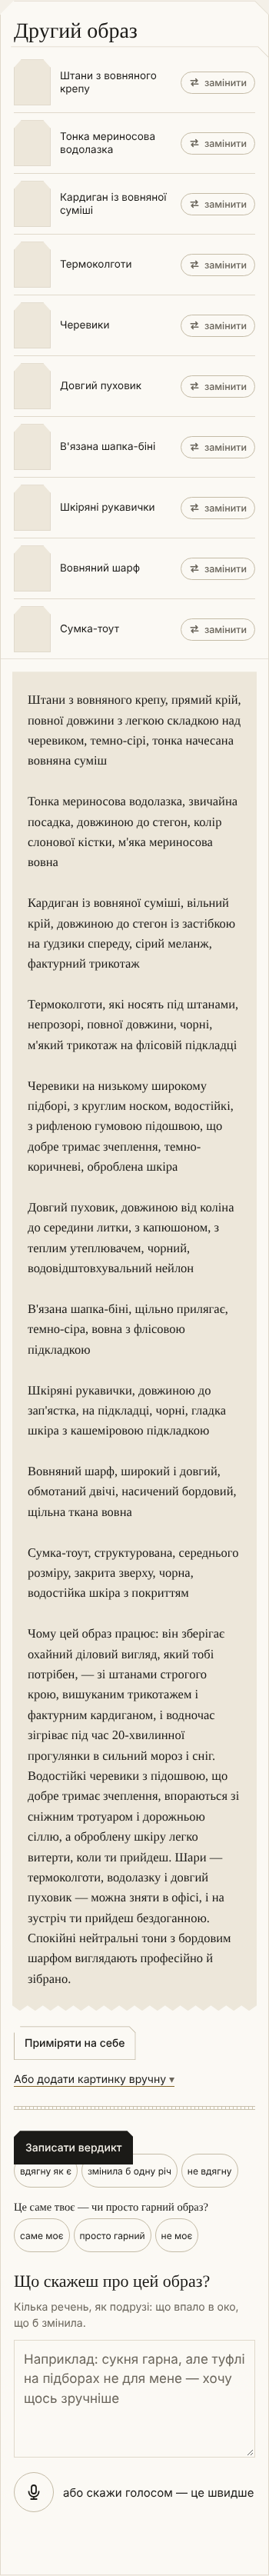 Другий образ
Штани з вовняного
крепу
⇄ замінити
Тонка мериносова
водолазка
⇄ замінити
Кардиган із вовняної
суміші
⇄ замінити
Термоколготи
⇄ замінити
Черевики
⇄ замінити
Довгий пуховик
⇄ замінити
В'язана шапка-біні
⇄ замінити
Шкіряні рукавички
⇄ замінити
Вовняний шарф
⇄ замінити
Сумка-тоут
⇄ замінити
Штани з вовняного крепу, прямий крій,
повної довжини з легкою складкою над
черевиком, темно-сірі, тонка начесана
вовняна суміш
Тонка мериносова водолазка, звичайна
посадка, довжиною до стегон, колір
слонової кістки, м'яка мериносова
вовна
Кардиган із вовняної суміші, вільний
крій, довжиною до стегон із застібкою
на ґудзики спереду, сірий меланж,
фактурний трикотаж
Термоколготи, які носять під штанами,
непрозорі, повної довжини, чорні,
м'який трикотаж на флісовій підкладці
Черевики на низькому широкому
підборі, з круглим носком, водостійкі,
з рифленою гумовою підошвою, що
добре тримає зчеплення, темно-
коричневі, оброблена шкіра
Довгий пуховик, довжиною від коліна
до середини литки, з капюшоном, з
теплим утеплювачем, чорний,
водовідштовхувальний нейлон
В'язана шапка-біні, щільно прилягає,
темно-сіра, вовна з флісовою
підкладкою
Шкіряні рукавички, довжиною до
зап'ястка, на підкладці, чорні, гладка
шкіра з кашеміровою підкладкою
Вовняний шарф, широкий і довгий,
обмотаний двічі, насичений бордовий,
щільна ткана вовна
Сумка-тоут, структурована, середнього
розміру, закрита зверху, чорна,
водостійка шкіра з покриттям
Чому цей образ працює: він зберігає
охайний діловий вигляд, який тобі
потрібен, — зі штанами строгого
крою, вишуканим трикотажем і
фактурним кардиганом, і водночас
зігріває під час 20-хвилинної
прогулянки в сильний мороз і сніг.
Водостійкі черевики з підошвою, що
добре тримає зчеплення, впораються зі
сніжним тротуаром і дорожньою
сіллю, а оброблену шкіру легко
витерти, коли ти прийдеш. Шари —
термоколготи, водолазку і довгий
пуховик — можна зняти в офісі, і на
зустріч ти прийдеш бездоганною.
Спокійні нейтральні тони з бордовим
шарфом виглядають професійно й
зібрано.
Приміряти на себе
Або додати картинку вручну ▾
Записати вердикт
вдягну як є
змінила б одну річ
не вдягну
Це саме твоє — чи просто гарний образ?
саме моє
просто гарний
не моє
Що скажеш про цей образ?
Кілька речень, як подрузі: що впало в око,
що б змінила.
Наприклад: сукня гарна, але туфлі
на підборах не для мене — хочу
щось зручніше
або скажи голосом — це швидше